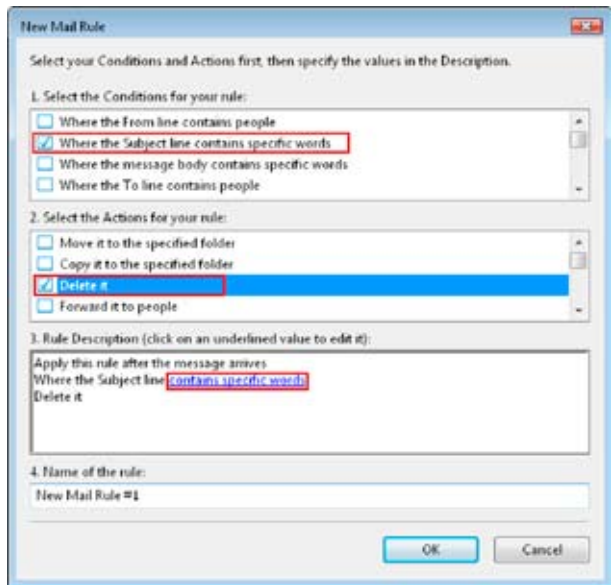 New Mail Rule
Select your Conditions and Actions first, then specify the values in the Description.
1. Select the Conditions for your rule:
Where the From line contains people
Where the Subject line contains specific words
Where the message body contains specific words
Where the To line contains people
2. Select the Actions for your rule:
Move it to the specified folder
Copy it to the specified folder
Delete it
Forward it to people
3. Rule Description (click on an underlined value to edit it):
Apply this rule after the message arrives
Where the Subject line contains specific words
Delete it
4. Name of the rule:
New Mail Rule #1
OK
Cancel